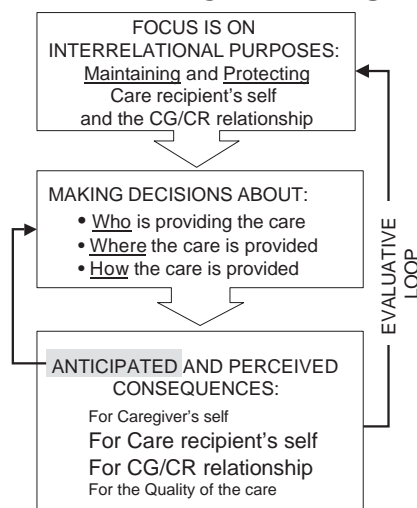 FOCUS IS ON
INTERRELATIONAL PURPOSES:
Maintaining and Protecting
Care recipient's self
and the CG/CR relationship
MAKING DECISIONS ABOUT:
• Who is providing the care
• Where the care is provided
• How the care is provided
ANTICIPATED AND PERCEIVED
CONSEQUENCES:
For Caregiver's self
For Care recipient's self
For CG/CR relationship
For the Quality of the care
EVALUATIVE
LOOP